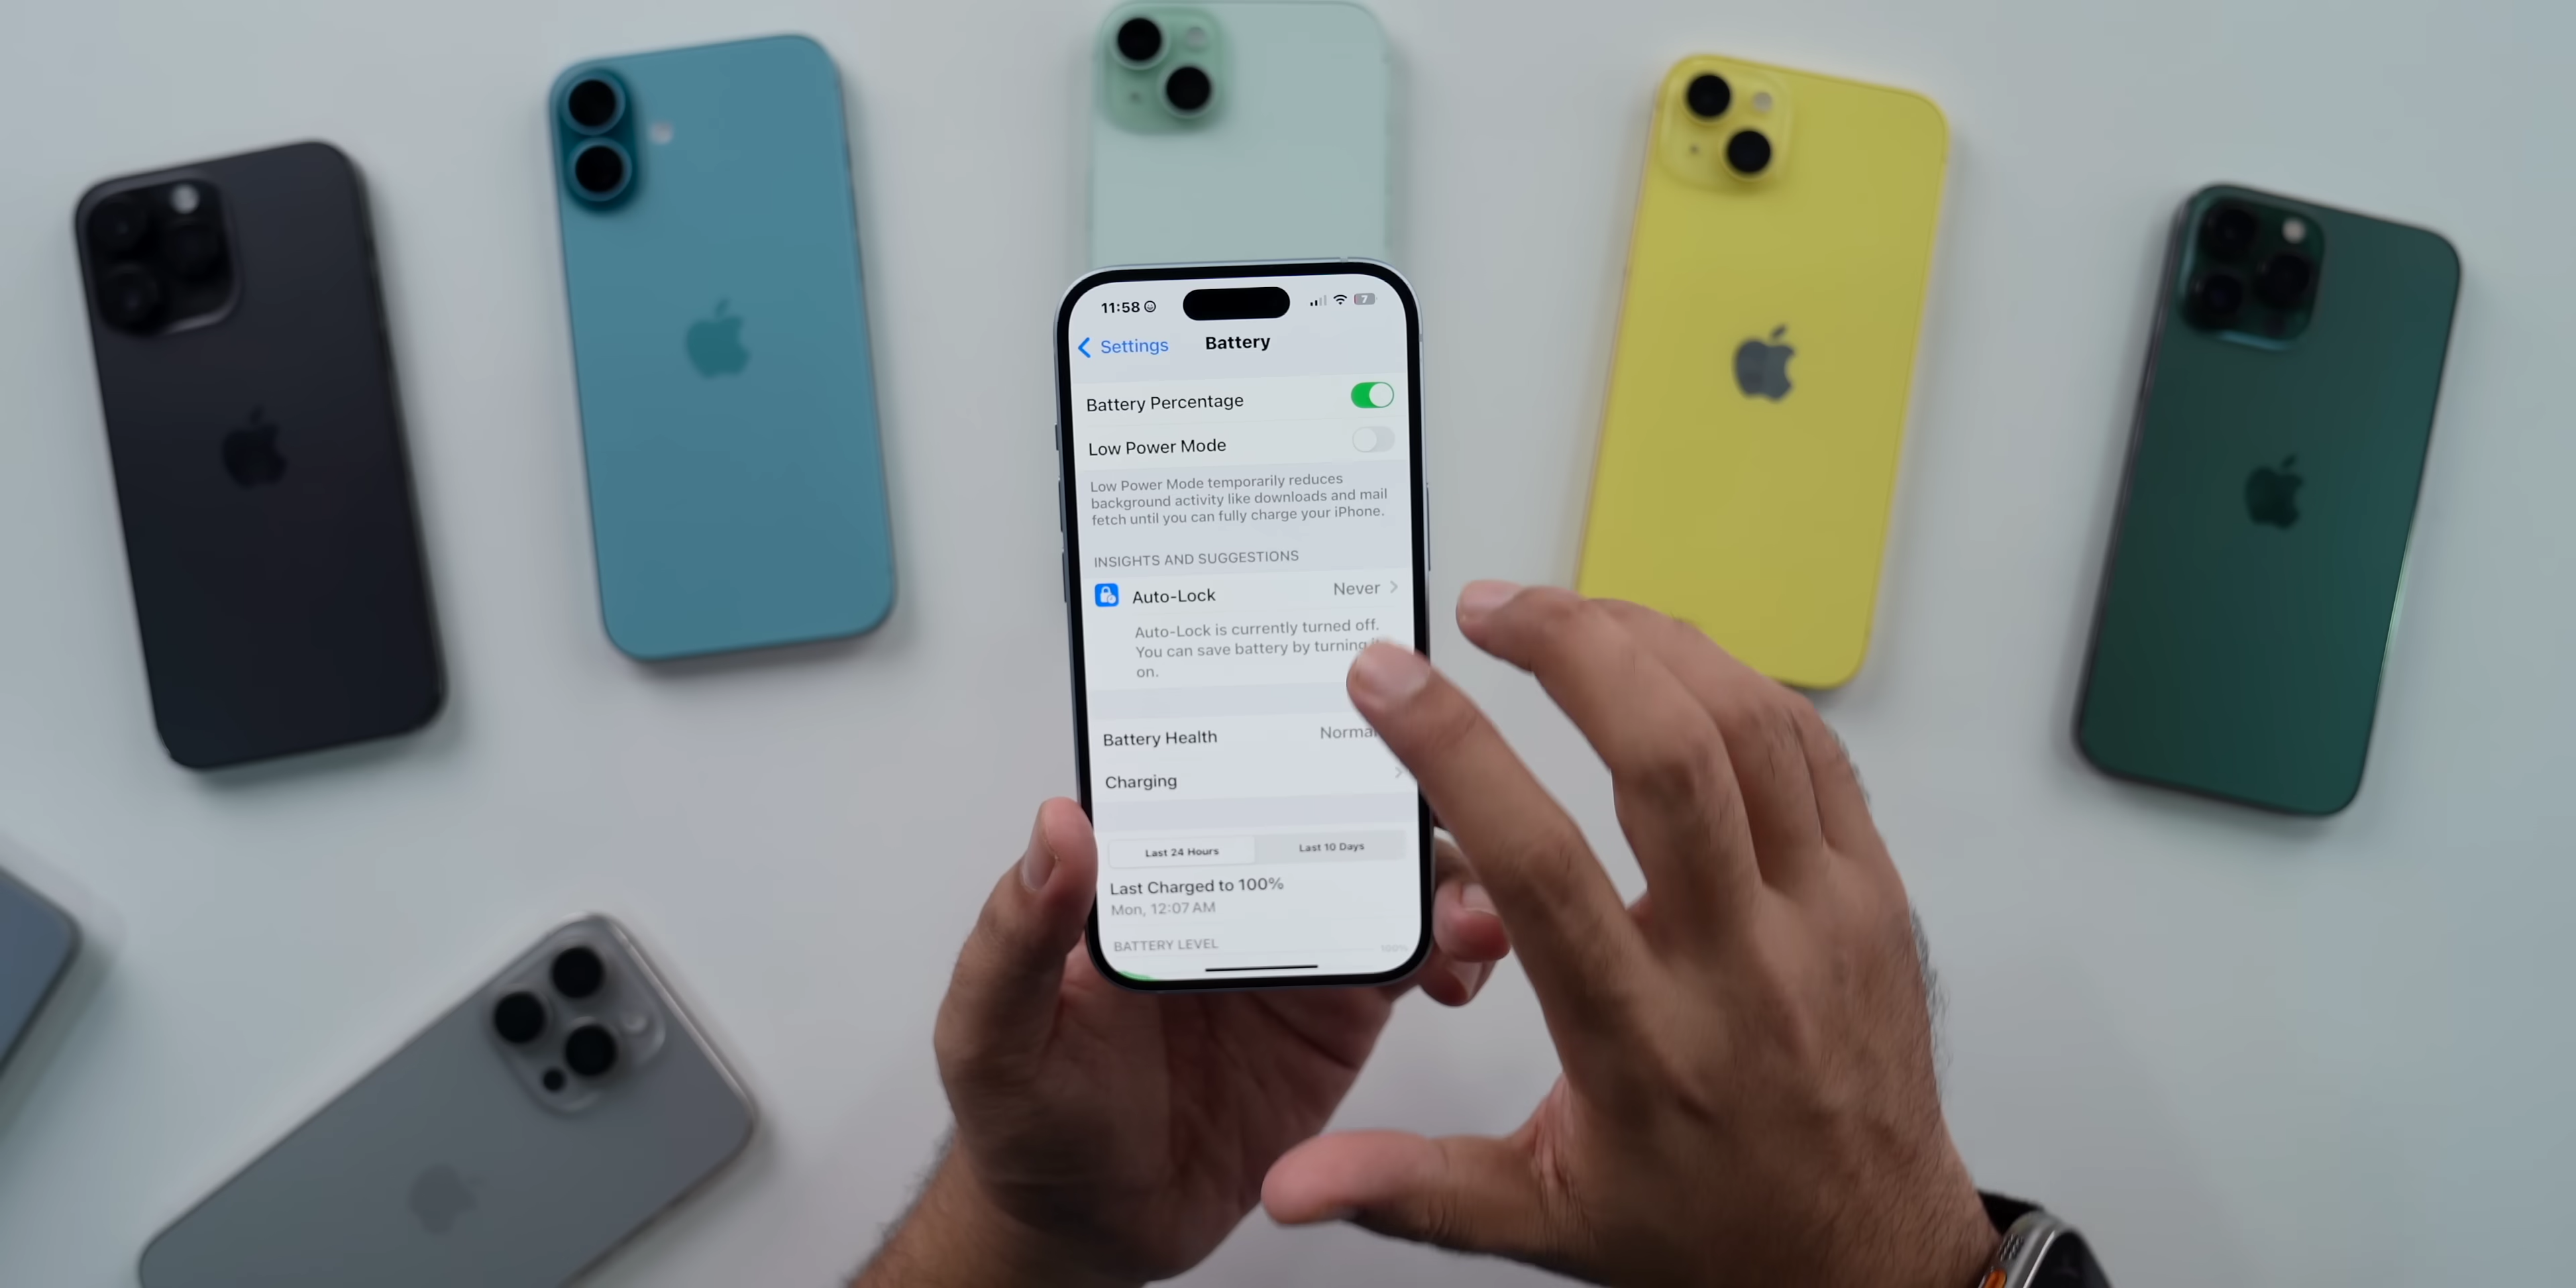 11:58
7
Settings
Battery
Battery Percentage
Low Power Mode
Low Power Mode temporarily reduces
background activity like downloads and mail
fetch until you can fully charge your iPhone.
INSIGHTS AND SUGGESTIONS
Auto-Lock
Never
Auto-Lock is currently turned off.
You can save battery by turning
on.
Battery Health
Normal
Charging
Last 24 Hours
Last 10 Days
Last Charged to 100%
Mon, 12:07 AM
BATTERY LEVEL
100%